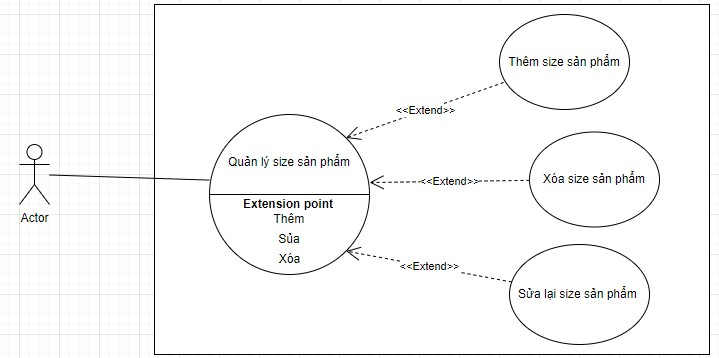 Thêm size sản phẩm
<<Extend>>
Quản lý size sản phẩm
Xóa size sản phẩm
<<Extend>>
Extension point
Thêm
Sủa
Xóa
Actor
<<Extend>>
Sửa lại size sản phẩm